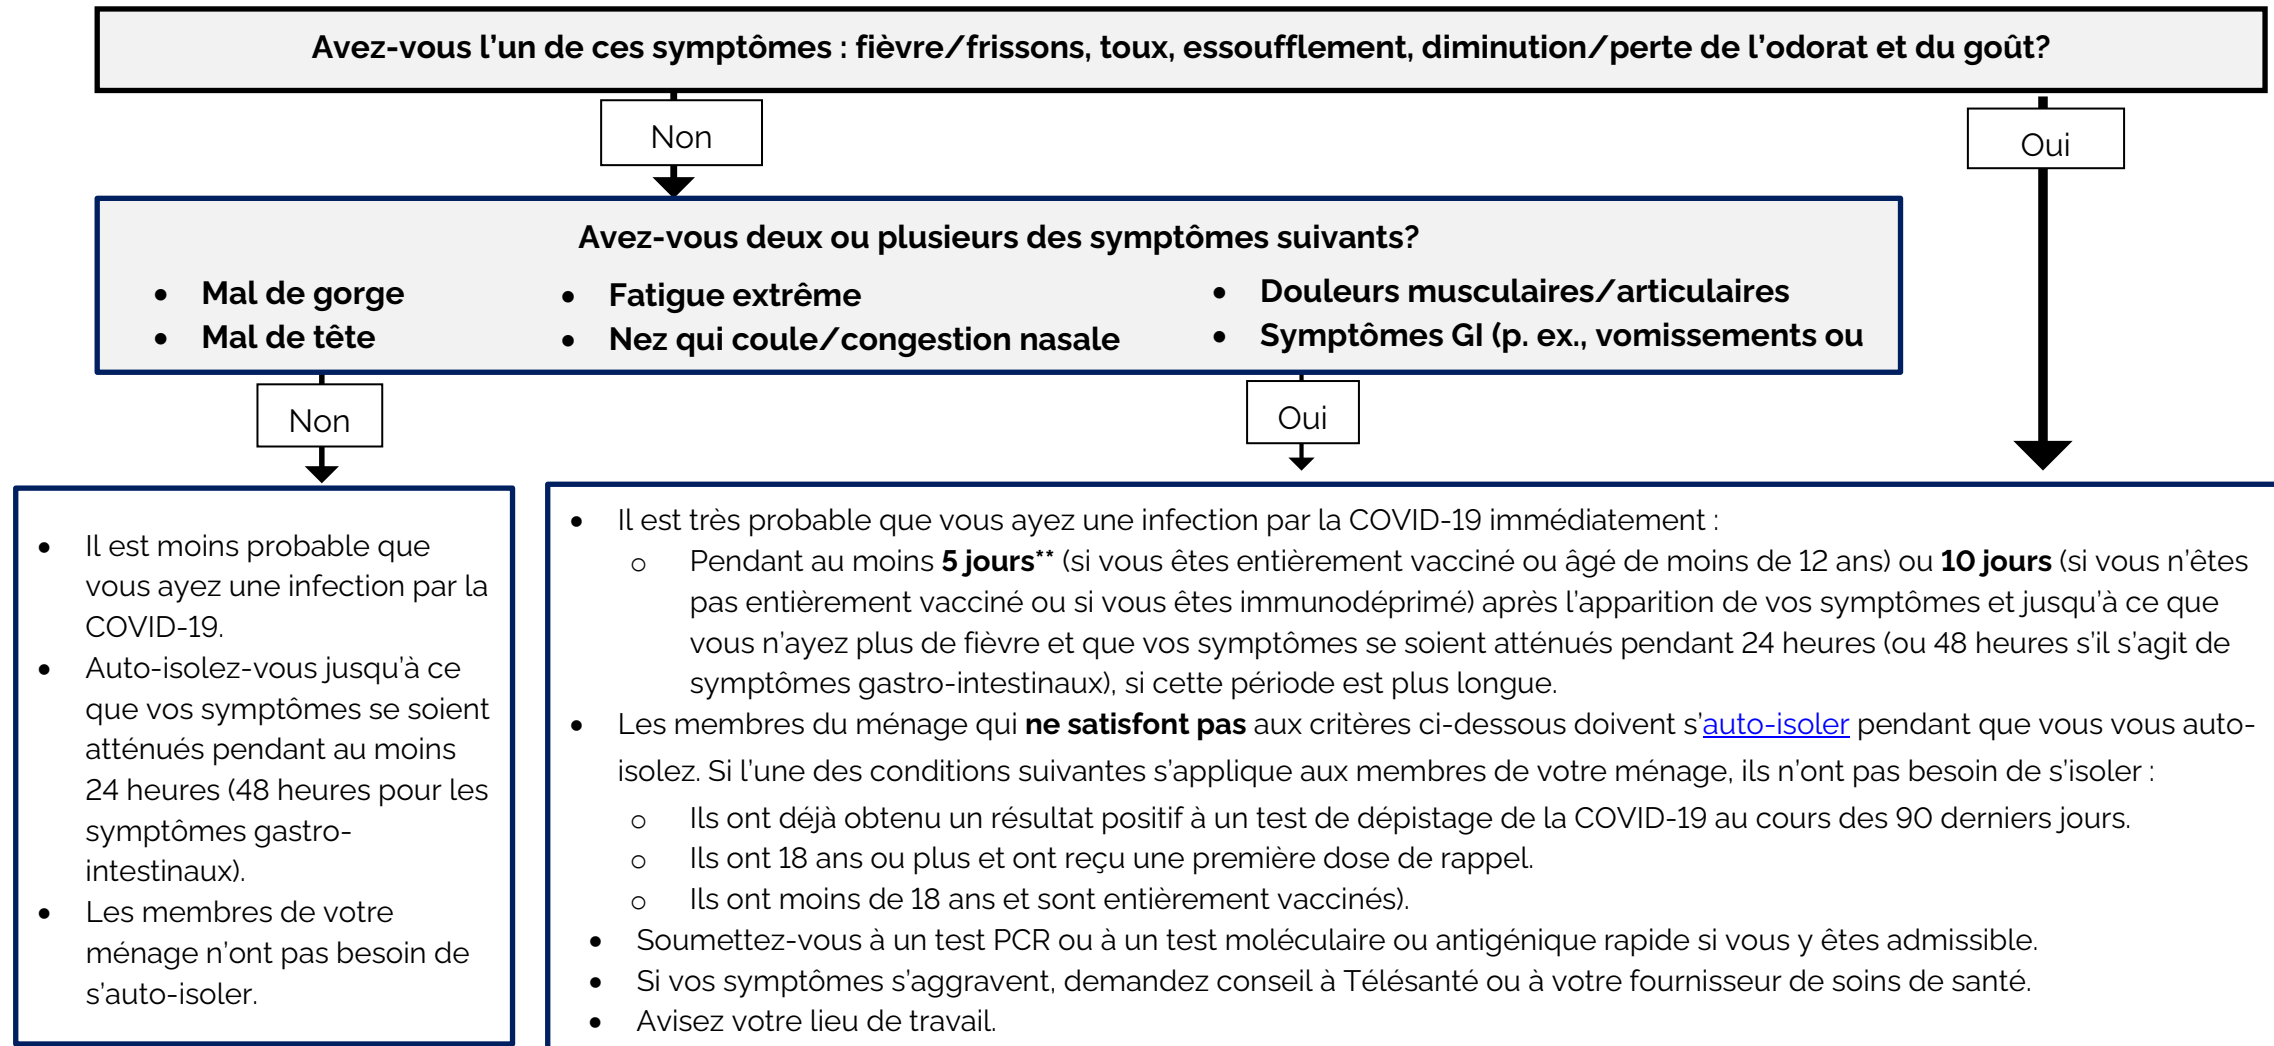 Avez-vous l’un de ces symptômes : fièvre/frissons, toux, essoufflement, diminution/perte de l’odorat et du goût?
Non
Oui
Avez-vous deux ou plusieurs des symptômes suivants?
• Mal de gorge
• Mal de tête
• Fatigue extrême
• Nez qui coule/congestion nasale
• Douleurs musculaires/articulaires
• Symptômes GI (p. ex., vomissements ou
Non
Oui
• Il est moins probable que
vous ayez une infection par la
COVID-19.
• Auto-isolez-vous jusqu’à ce
que vos symptômes se soient
atténués pendant au moins
24 heures (48 heures pour les
symptômes gastro-
intestinaux).
• Les membres de votre
ménage n’ont pas besoin de
s’auto-isoler.
• Il est très probable que vous ayez une infection par la COVID-19 immédiatement :
o Pendant au moins 5 jours** (si vous êtes entièrement vacciné ou âgé de moins de 12 ans) ou 10 jours (si vous n’êtes
pas entièrement vacciné ou si vous êtes immunodéprimé) après l’apparition de vos symptômes et jusqu’à ce que
vous n’ayez plus de fièvre et que vos symptômes se soient atténués pendant 24 heures (ou 48 heures s’il s’agit de
symptômes gastro-intestinaux), si cette période est plus longue.
• Les membres du ménage qui ne satisfont pas aux critères ci-dessous doivent s’auto-isoler pendant que vous vous auto-
isolez. Si l’une des conditions suivantes s’applique aux membres de votre ménage, ils n’ont pas besoin de s’isoler :
o Ils ont déjà obtenu un résultat positif à un test de dépistage de la COVID-19 au cours des 90 derniers jours.
o Ils ont 18 ans ou plus et ont reçu une première dose de rappel.
o Ils ont moins de 18 ans et sont entièrement vaccinés).
• Soumettez-vous à un test PCR ou à un test moléculaire ou antigénique rapide si vous y êtes admissible.
• Si vos symptômes s’aggravent, demandez conseil à Télésanté ou à votre fournisseur de soins de santé.
• Avisez votre lieu de travail.